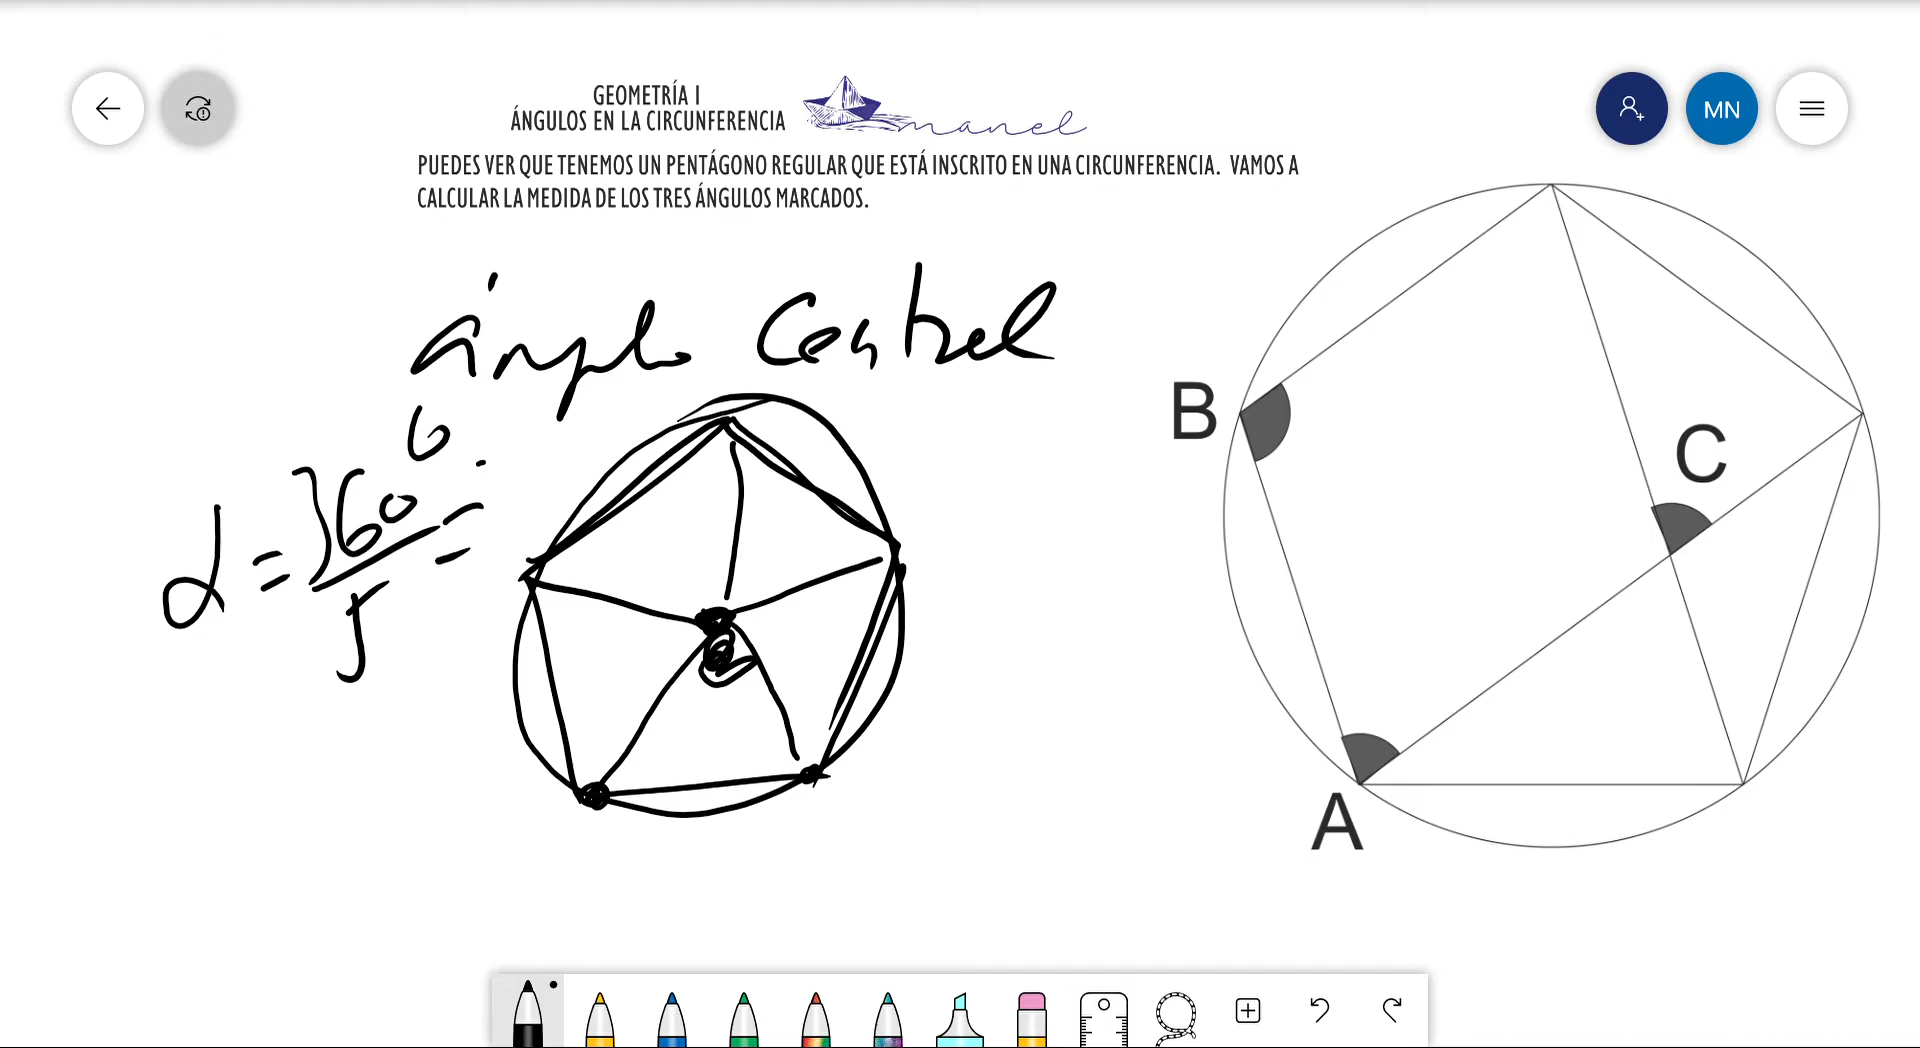 GEOMETRÍA I
ÁNGULOS EN LA CIRCUNFERENCIA
manel
MN
PUEDES VER QUE TENEMOS UN PENTÁGONO REGULAR QUE ESTÁ INSCRITO EN UNA CIRCUNFERENCIA. VAMOS A
CALCULAR LA MEDIDA DE LOS TRES ÁNGULOS MARCADOS.
ángulo Central
α = 360 / 5 =
B
C
A